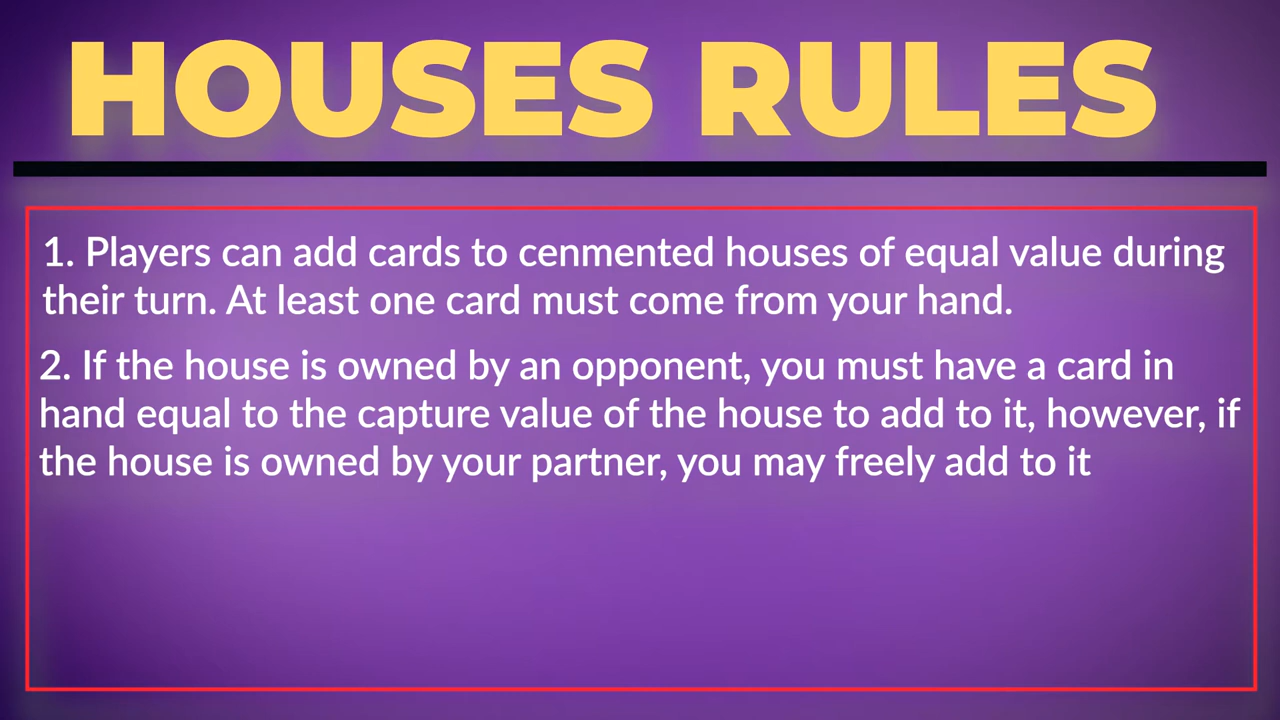 HOUSES RULES
1. Players can add cards to cenmented houses of equal value during
their turn. At least one card must come from your hand.
2. If the house is owned by an opponent, you must have a card in
hand equal to the capture value of the house to add to it, however, if
the house is owned by your partner, you may freely add to it